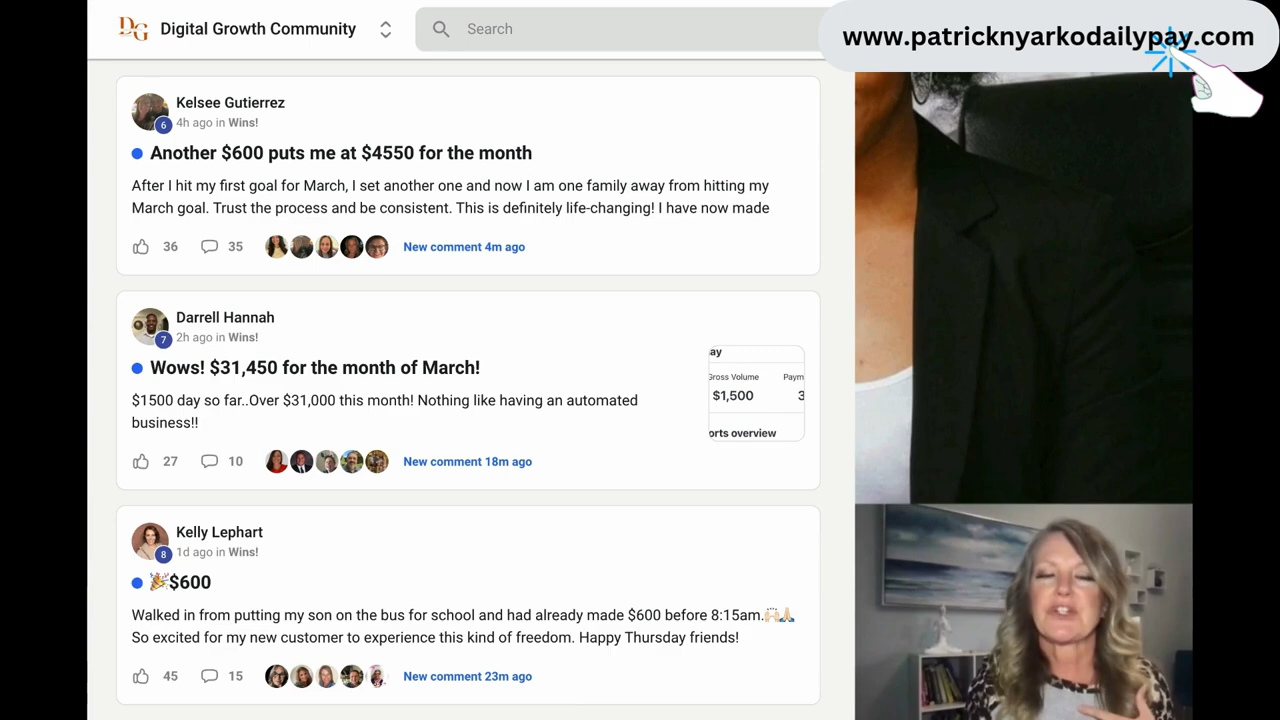 DG Digital Growth Community
Search
www.patricknyarkodailypay.com
Kelsee Gutierrez
6
4h ago in Wins!
Another $600 puts me at $4550 for the month
After I hit my first goal for March, I set another one and now I am one family away from hitting my
March goal. Trust the process and be consistent. This is definitely life-changing! I have now made
36 35 New comment 4m ago
Darrell Hannah
7
2h ago in Wins!
Wows! $31,450 for the month of March!
$1500 day so far..Over $31,000 this month! Nothing like having an automated
business!!
ay
Gross Volume Paym
$1,500 3
orts overview
27 10 New comment 18m ago
Kelly Lephart
8
1d ago in Wins!
🎉$600
Walked in from putting my son on the bus for school and had already made $600 before 8:15am.🙌🏻🙏🏻
So excited for my new customer to experience this kind of freedom. Happy Thursday friends!
45 15 New comment 23m ago